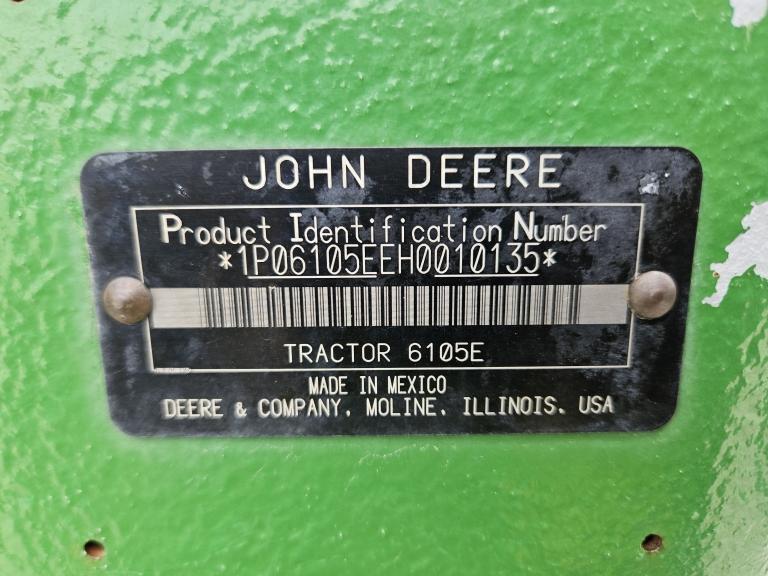 JOHN DEERE
Product Identification Number
*1P06105EEH0010135*
TRACTOR 6105E
MADE IN MEXICO
DEERE & COMPANY, MOLINE, ILLINOIS, USA